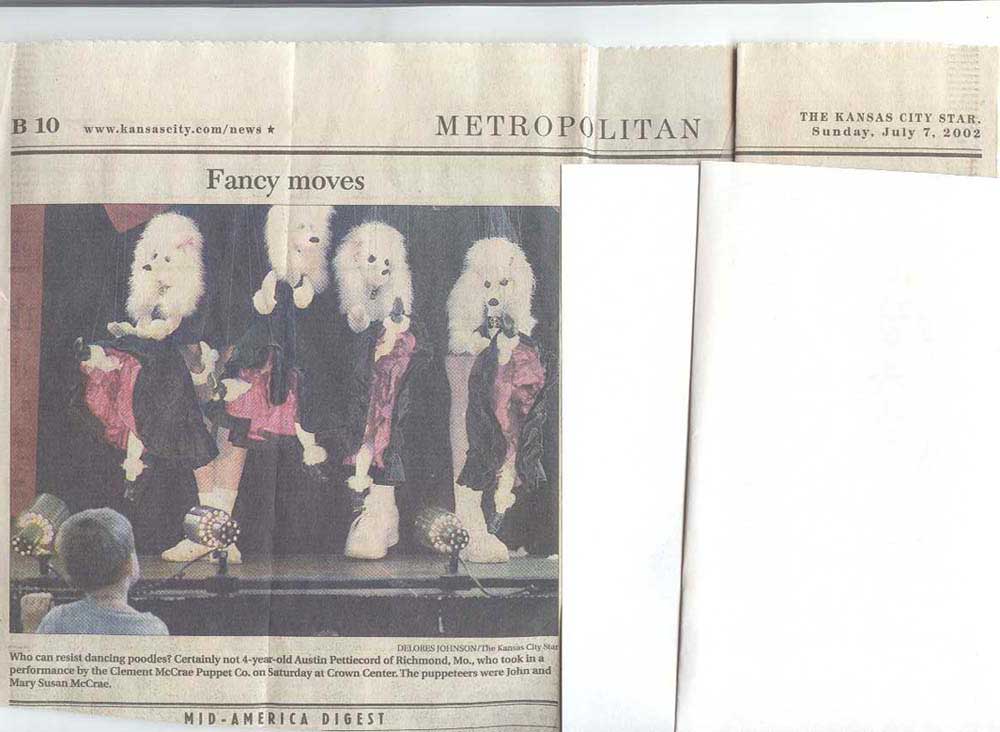 B 10 www.kansascity.com/news ★ METROPOLITAN THE KANSAS CITY STAR.
Sunday, July 7, 2002
Fancy moves
DELORES JOHNSON/The Kansas City Star
Who can resist dancing poodles? Certainly not 4-year-old Austin Pettiecord of Richmond, Mo., who took in a
performance by the Clement McCrae Puppet Co. on Saturday at Crown Center. The puppeteers were John and
Mary Susan McCrae.
MID-AMERICA DIGEST